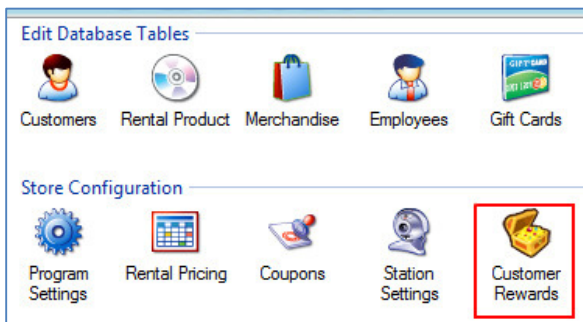 Edit Database Tables
Customers Rental Product Merchandise Employees Gift Cards
Store Configuration
Program Settings Rental Pricing Coupons Station Settings Customer Rewards